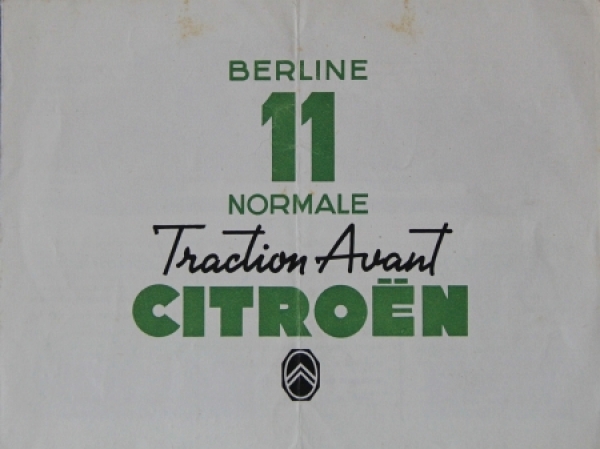 BERLINE
11
NORMALE
Traction Avant
CITROËN